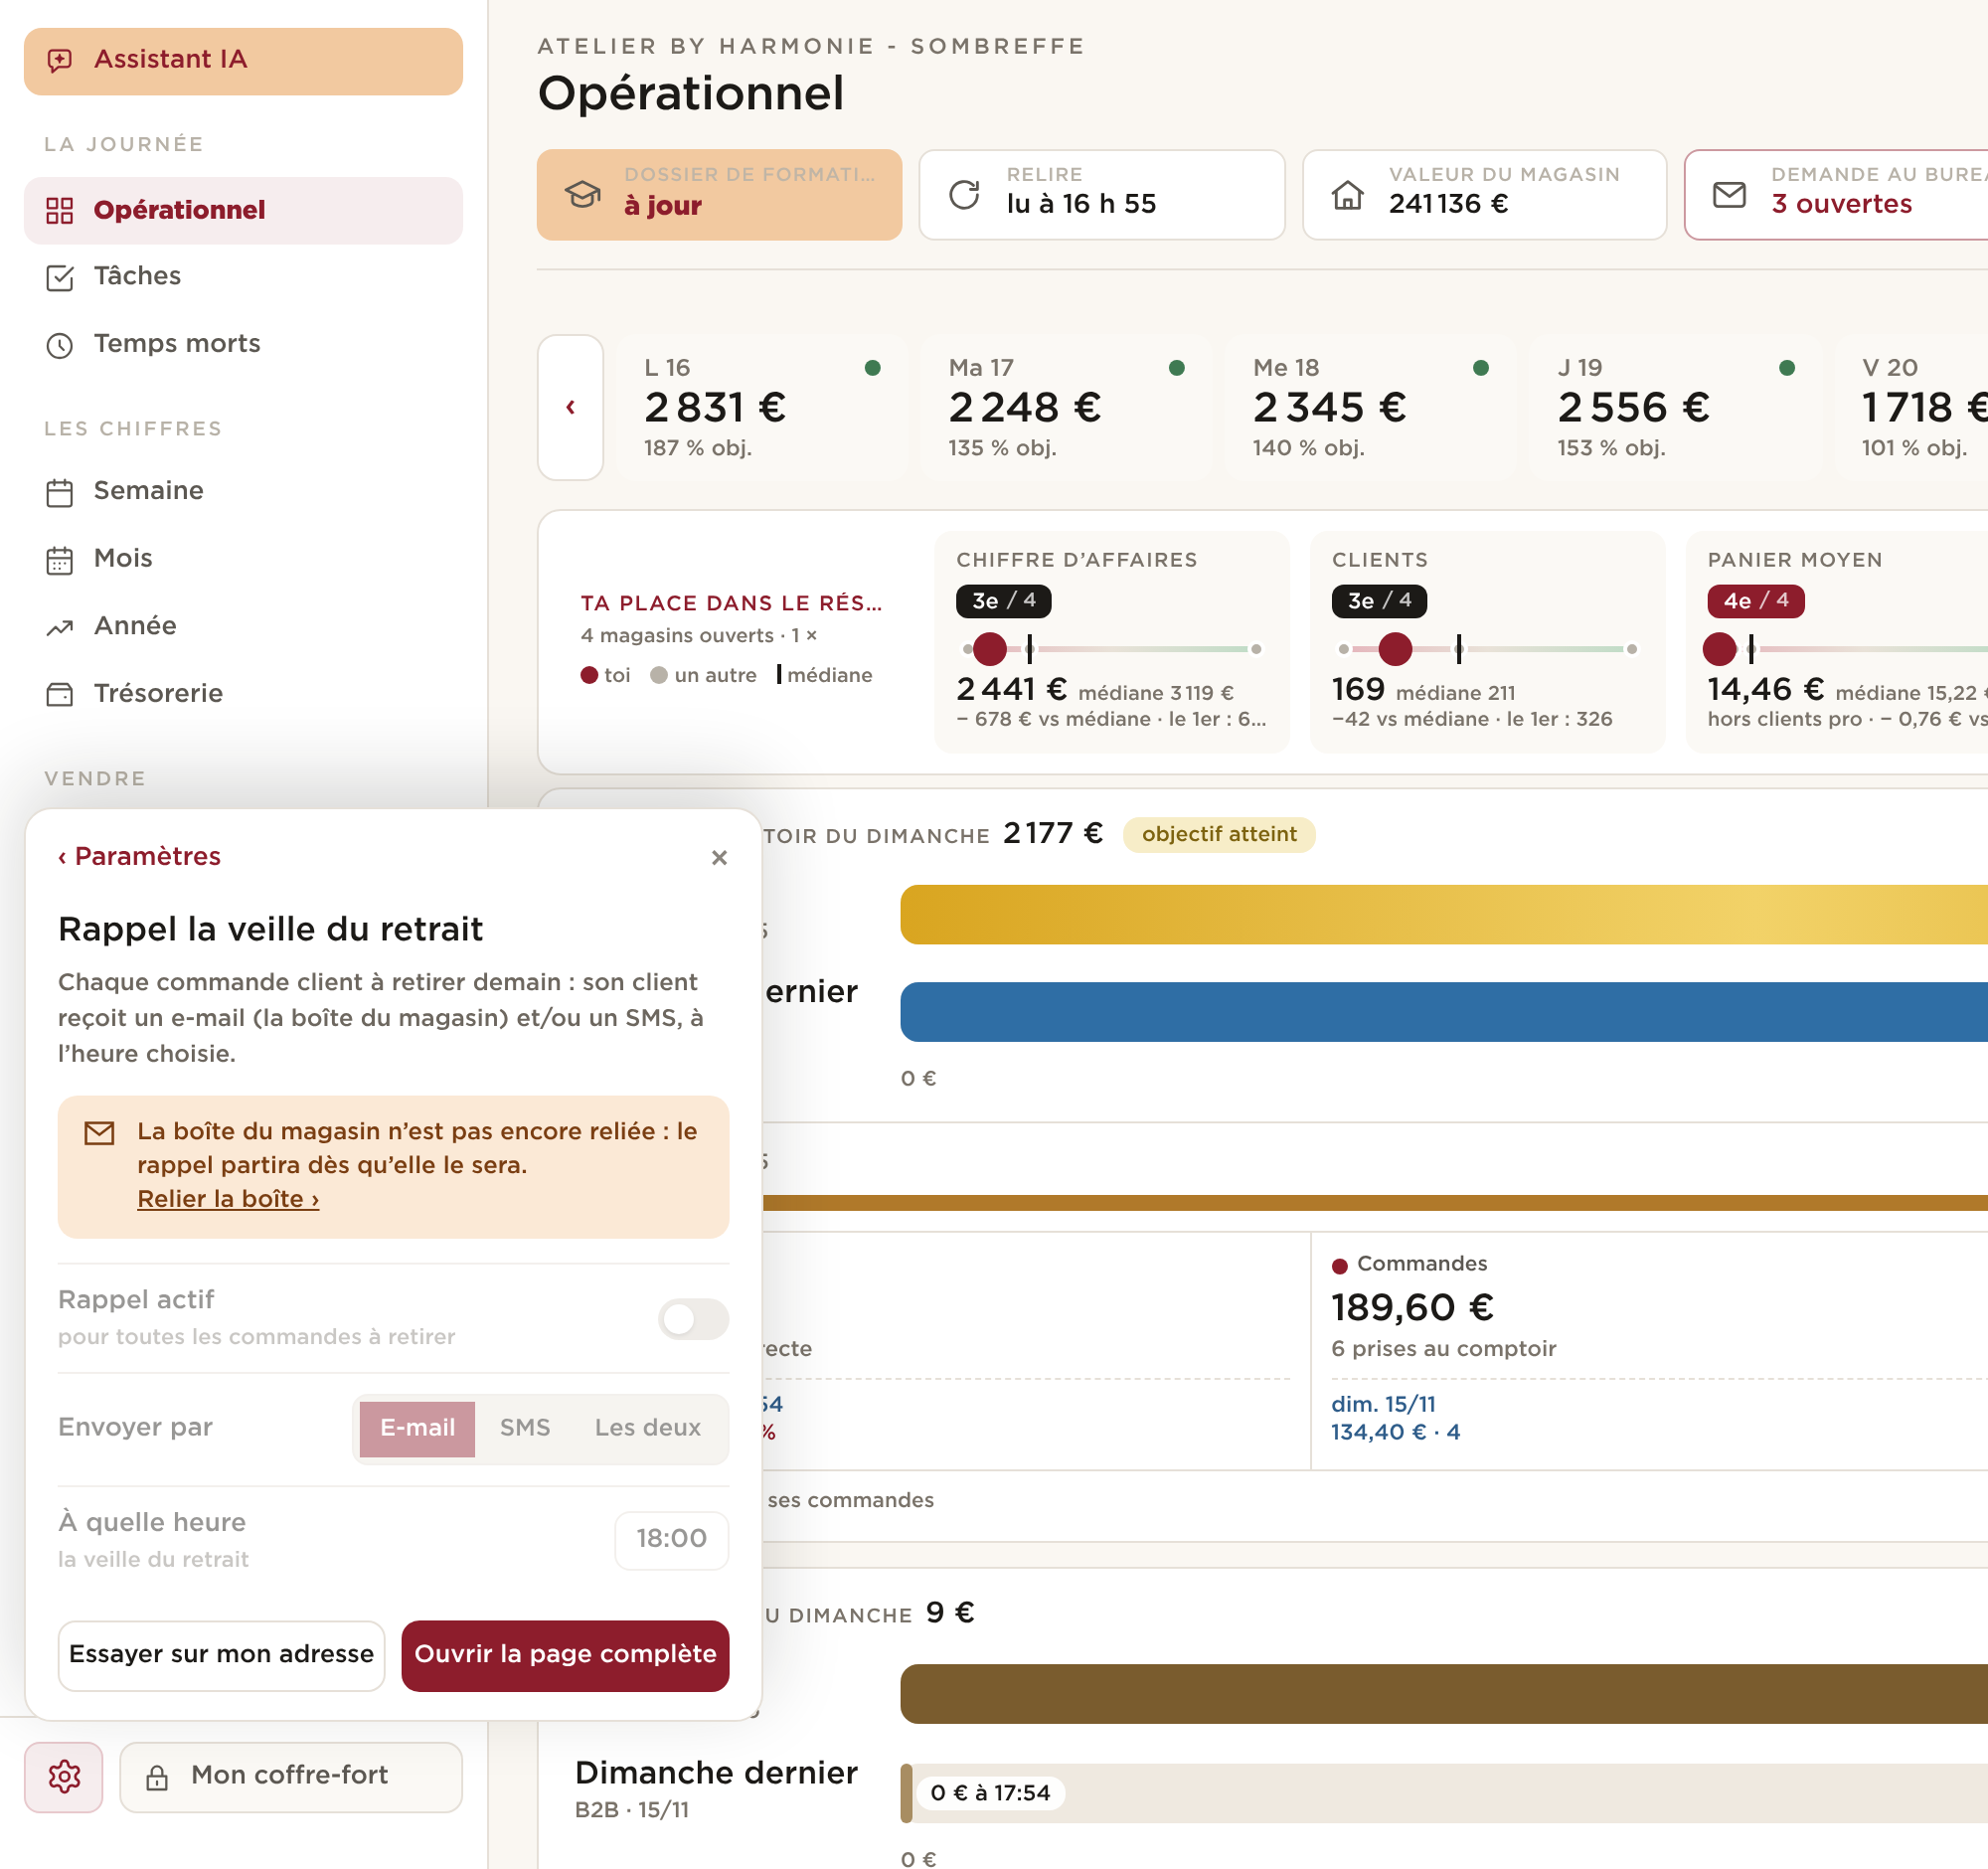 Assistant IA
LA JOURNÉE
Opérationnel
Tâches
Temps morts
LES CHIFFRES
Semaine
Mois
Année
Trésorerie
VENDRE
ATELIER BY HARMONIE - SOMBREFFE
Opérationnel
DOSSIER DE FORMATI...
à jour
RELIRE
lu à 16 h 55
VALEUR DU MAGASIN
241 136 €
DEMANDE AU BUREA
3 ouvertes
‹
L 16
2 831 €
187 % obj.
Ma 17
2 248 €
135 % obj.
Me 18
2 345 €
140 % obj.
J 19
2 556 €
153 % obj.
V 20
1 718 €
101 % obj.
TA PLACE DANS LE RÉS...
4 magasins ouverts · 1 ×
toi un autre médiane
CHIFFRE D’AFFAIRES
3e / 4
2 441 € médiane 3 119 €
− 678 € vs médiane · le 1er : 6...
CLIENTS
3e / 4
169 médiane 211
−42 vs médiane · le 1er : 326
PANIER MOYEN
4e / 4
14,46 € médiane 15,22 €
hors clients pro · − 0,76 € vs
TOIR DU DIMANCHE 2 177 € objectif atteint
ernier
0 €
Commandes
189,60 €
6 prises au comptoir
recte
dim. 15/11
134,40 € · 4
54
%
ses commandes
U DIMANCHE 9 €
Dimanche dernier
B2B · 15/11
0 € à 17:54
0 €
‹ Paramètres
×
Rappel la veille du retrait
Chaque commande client à retirer demain : son client
reçoit un e-mail (la boîte du magasin) et/ou un SMS, à
l’heure choisie.
La boîte du magasin n’est pas encore reliée : le
rappel partira dès qu’elle le sera.
Relier la boîte ›
Rappel actif
pour toutes les commandes à retirer
Envoyer par
E-mail SMS Les deux
À quelle heure
la veille du retrait
18:00
Essayer sur mon adresse
Ouvrir la page complète
Mon coffre-fort